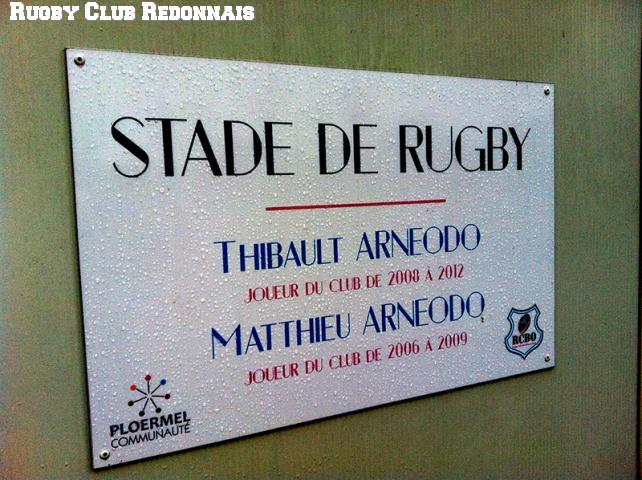 Rugby Club Redonnais
STADE DE RUGBY
THIBAULT ARNEODO
JOUEUR DU CLUB DE 2008 À 2012
MATTHIEU ARNEODO
JOUEUR DU CLUB DE 2006 À 2009
RCBO
PLOERMEL
COMMUNAUTÉ